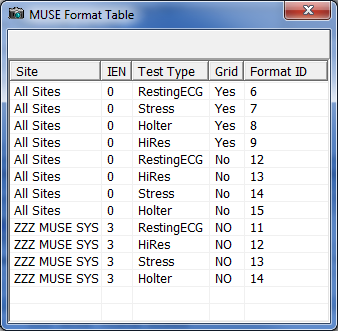 MUSE Format Table
Site IEN Test Type Grid Format ID
All Sites 0 RestingECG Yes 6
All Sites 0 Stress Yes 7
All Sites 0 Holter Yes 8
All Sites 0 HiRes Yes 9
All Sites 0 RestingECG No 12
All Sites 0 HiRes No 13
All Sites 0 Stress No 14
All Sites 0 Holter No 15
ZZZ MUSE SYS 3 RestingECG NO 11
ZZZ MUSE SYS 3 HiRes NO 12
ZZZ MUSE SYS 3 Stress NO 13
ZZZ MUSE SYS 3 Holter NO 14